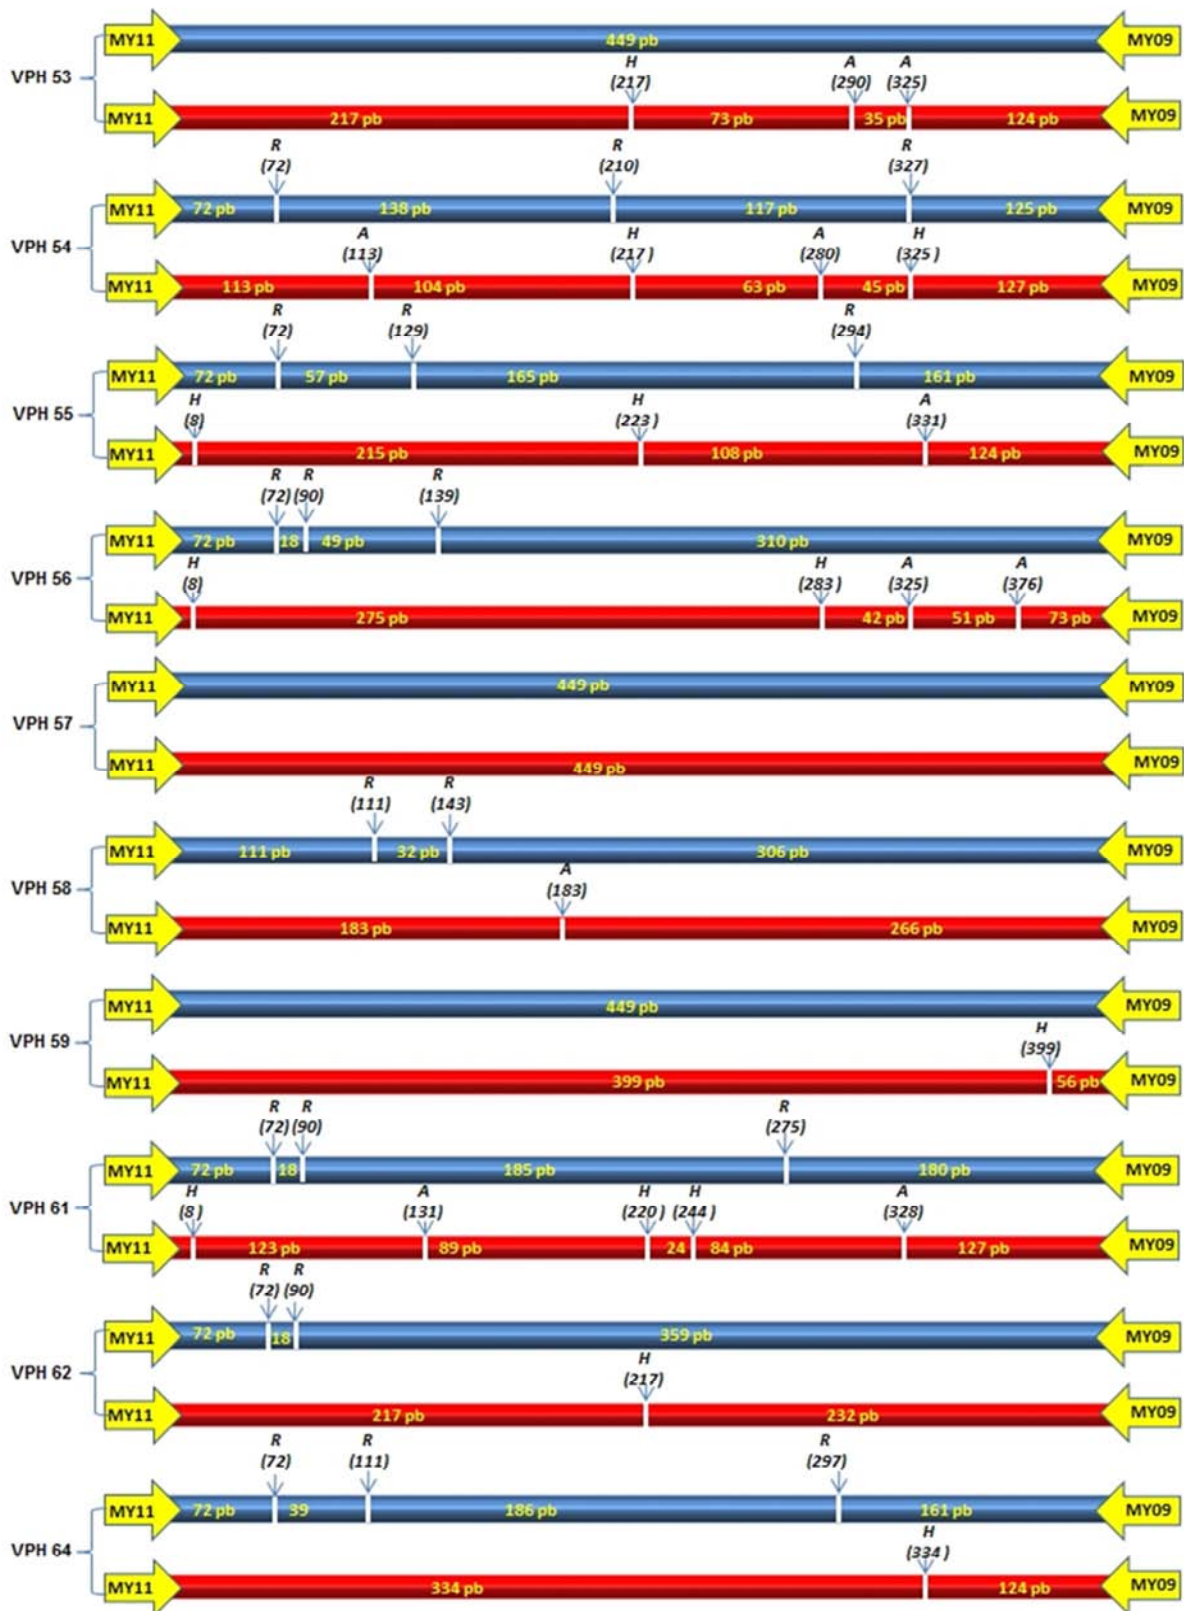 MY11 449 pb MY09
VPH 53
H A A
(217) (290) (325)
MY11 217 pb 73 pb 35 pb 124 pb MY09
R R R
(72) (210) (327)
MY11 72 pb 138 pb 117 pb 125 pb MY09
VPH 54
A H A H
(113) (217 ) (280) (325 )
MY11 113 pb 104 pb 63 pb 45 pb 127 pb MY09
R R R
(72) (129) (294)
MY11 72 pb 57 pb 165 pb 161 pb MY09
VPH 55
H H A
(8) (223 ) (331)
MY11 215 pb 108 pb 124 pb MY09
R R R
(72) (90) (139)
MY11 72 pb 18 49 pb 310 pb MY09
VPH 56
H H A A
(8) (283 ) (325) (376)
MY11 275 pb 42 pb 51 pb 73 pb MY09
MY11 449 pb MY09
VPH 57
MY11 449 pb MY09
R R
(111) (143)
MY11 111 pb 32 pb 306 pb MY09
VPH 58
A
(183)
MY11 183 pb 266 pb MY09
MY11 449 pb MY09
VPH 59
H
(399)
MY11 399 pb 56 pb MY09
R R R
(72) (90) (275)
MY11 72 pb 18 185 pb 180 pb MY09
VPH 61
H A H H A
(8) (131) (220 ) (244 ) (328)
MY11 123 pb 89 pb 24 84 pb 127 pb MY09
R R
(72) (90)
MY11 72 pb 18 359 pb MY09
VPH 62
H
(217)
MY11 217 pb 232 pb MY09
R R R
(72) (111) (297)
MY11 72 pb 39 186 pb 161 pb MY09
VPH 64
H
(334 )
MY11 334 pb 124 pb MY09